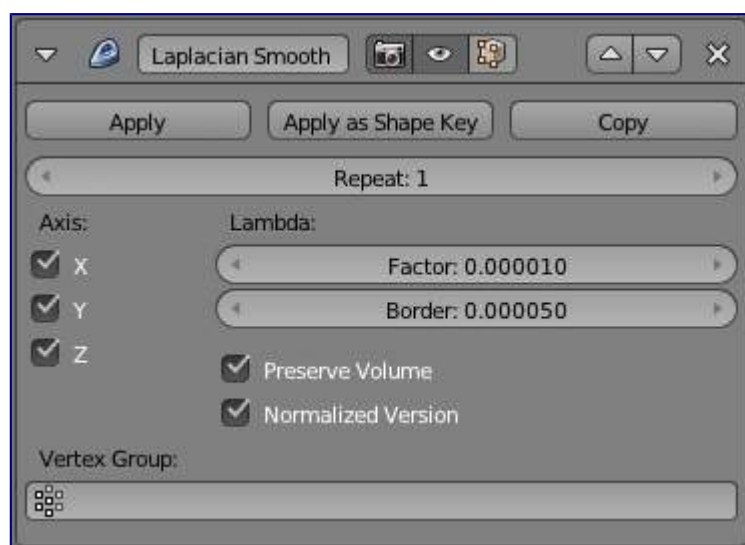 Laplacian Smooth
Apply Apply as Shape Key Copy
Repeat: 1
Axis: Lambda:
X Factor: 0.000010
Y Border: 0.000050
Z Preserve Volume
Normalized Version
Vertex Group: